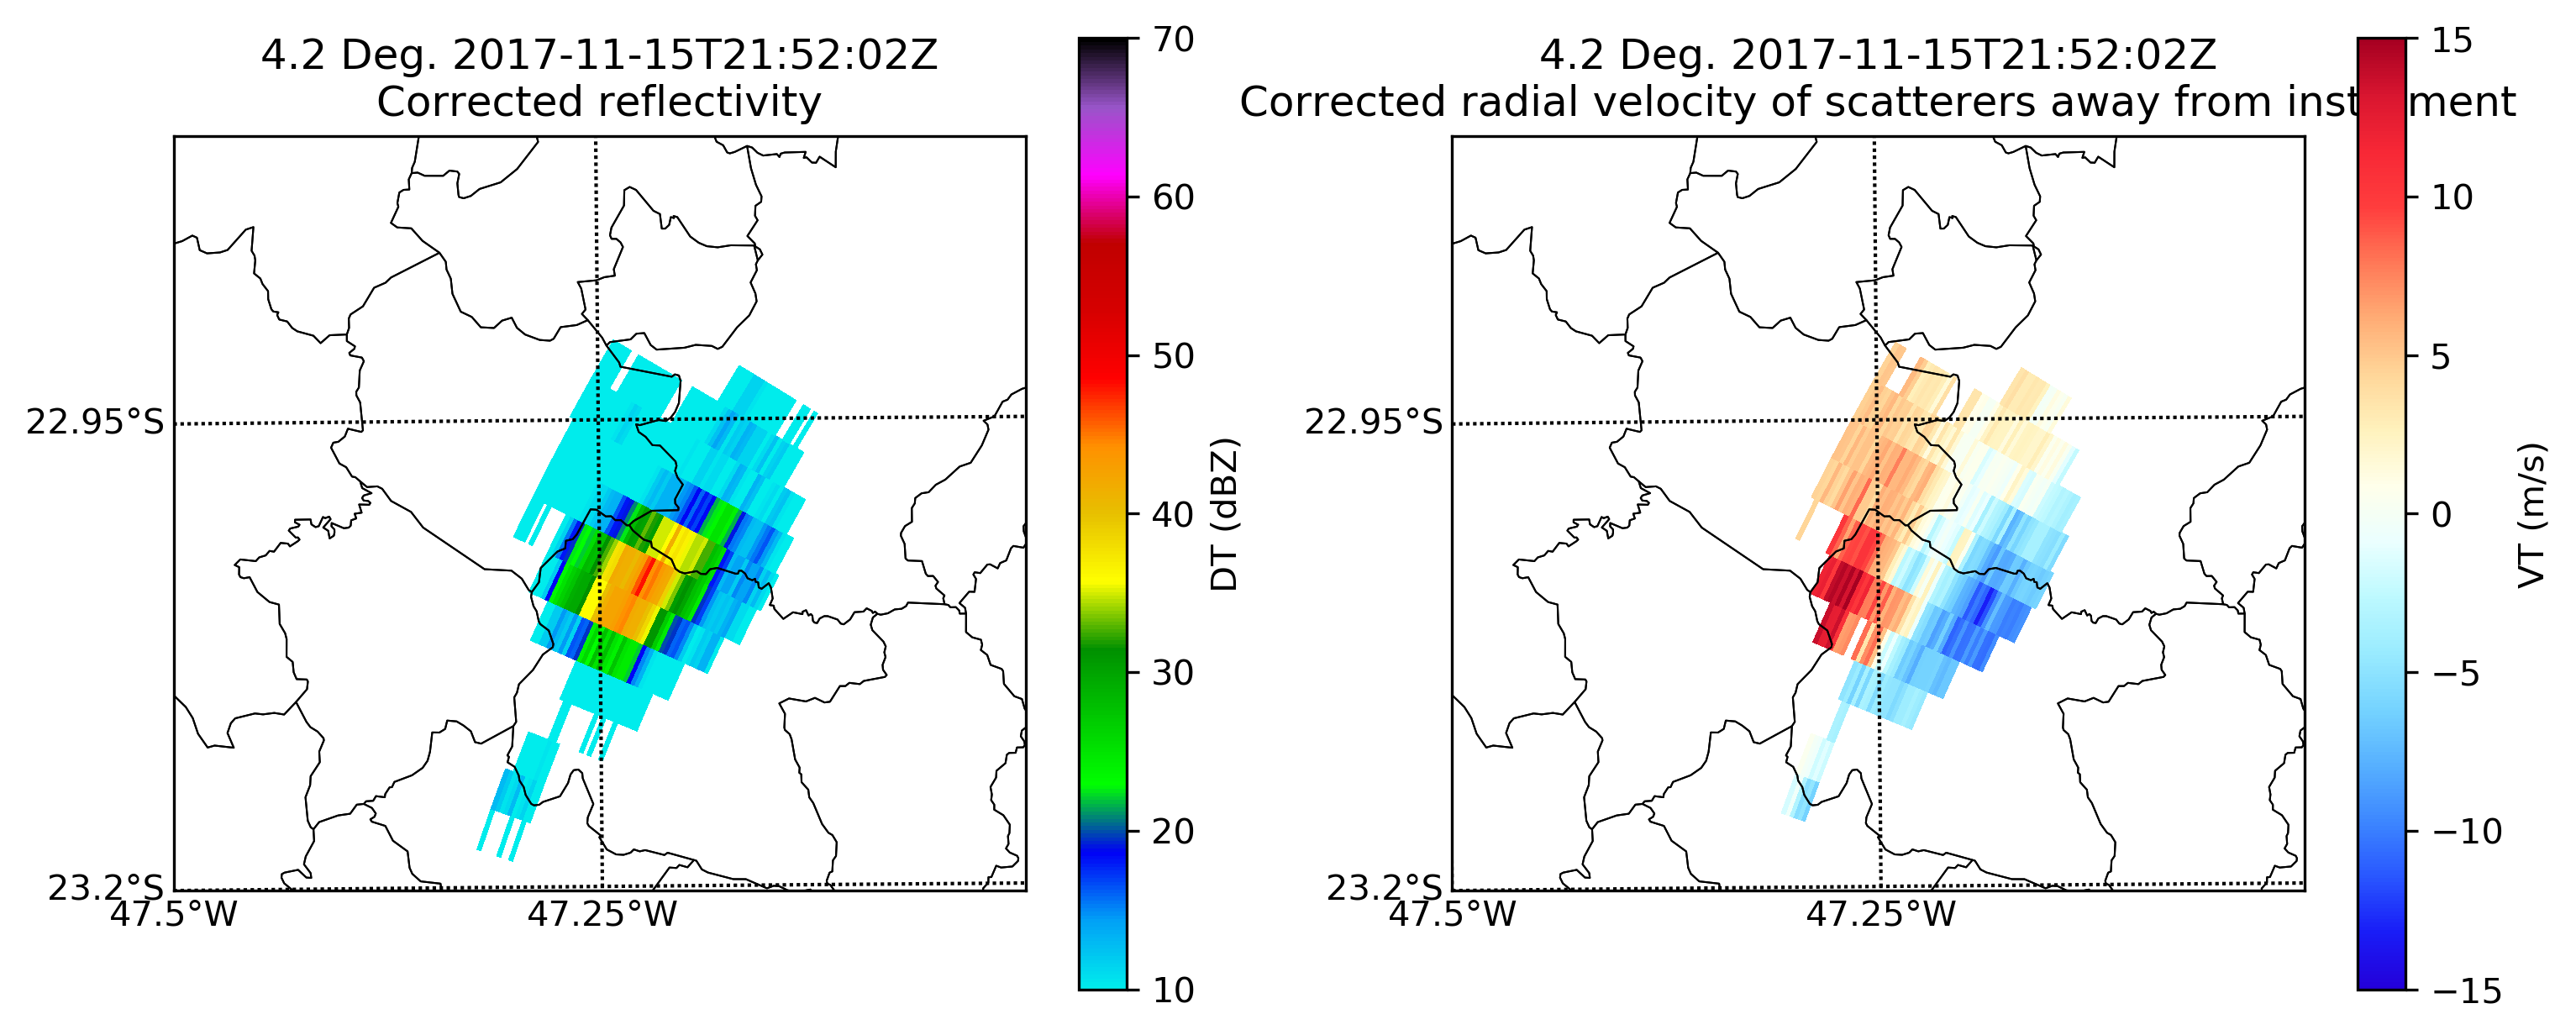 4.2 Deg. 2017-11-15T21:52:02Z
Corrected reflectivity
22.95°S
23.2°S
47.5°W
47.25°W
70
60
50
40
30
20
10
DT (dBZ)
4.2 Deg. 2017-11-15T21:52:02Z
Corrected radial velocity of scatterers away from inst ment
22.95°S
23.2°S
47.5°W
47.25°W
15
10
5
0
−5
−10
−15
VT (m/s)